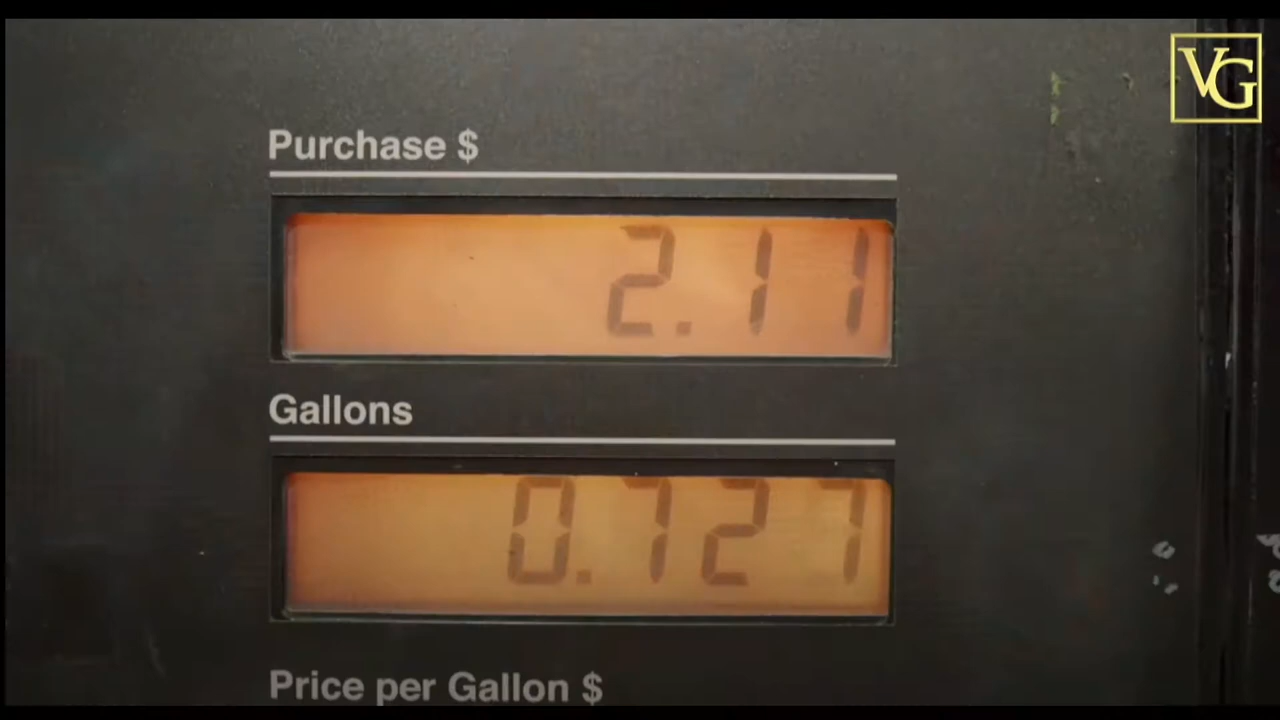 VG
Purchase $
2.11
Gallons
0.727
Price per Gallon $